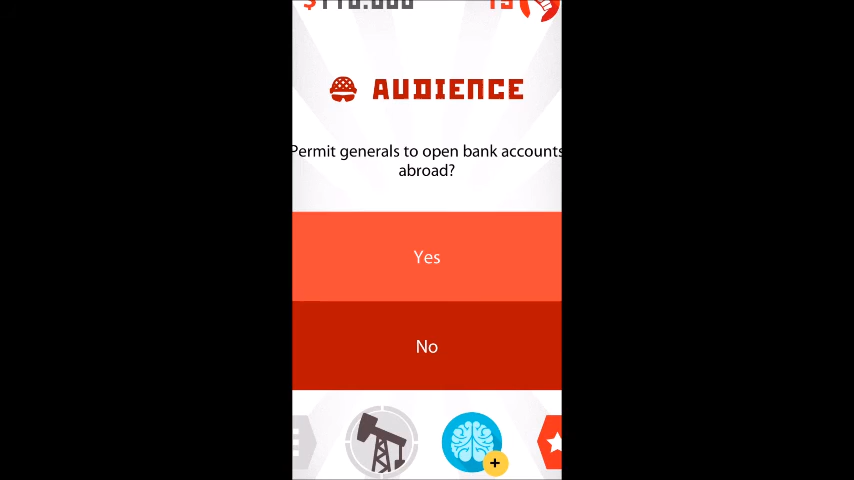 AUDIENCE
Permit generals to open bank accounts
abroad?
Yes
No
+